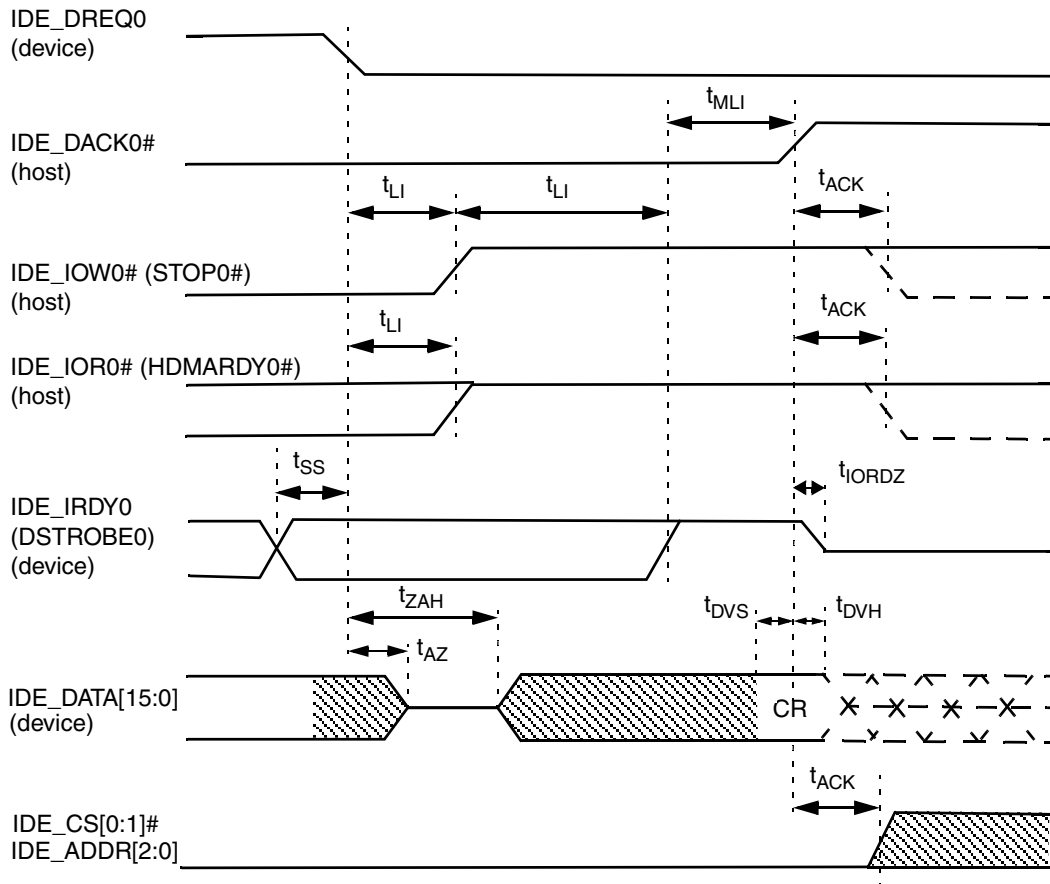 IDE_DREQ0
(device)
tMLI
IDE_DACK0#
(host)
tLI
tLI
tACK
IDE_IOW0# (STOP0#)
(host)
tLI
tACK
IDE_IOR0# (HDMARDY0#)
(host)
tSS
tIORDZ
IDE_IRDY0
(DSTROBE0)
(device)
tZAH
tDVS
tDVH
tAZ
IDE_DATA[15:0]
(device)
CR
tACK
IDE_CS[0:1]#
IDE_ADDR[2:0]